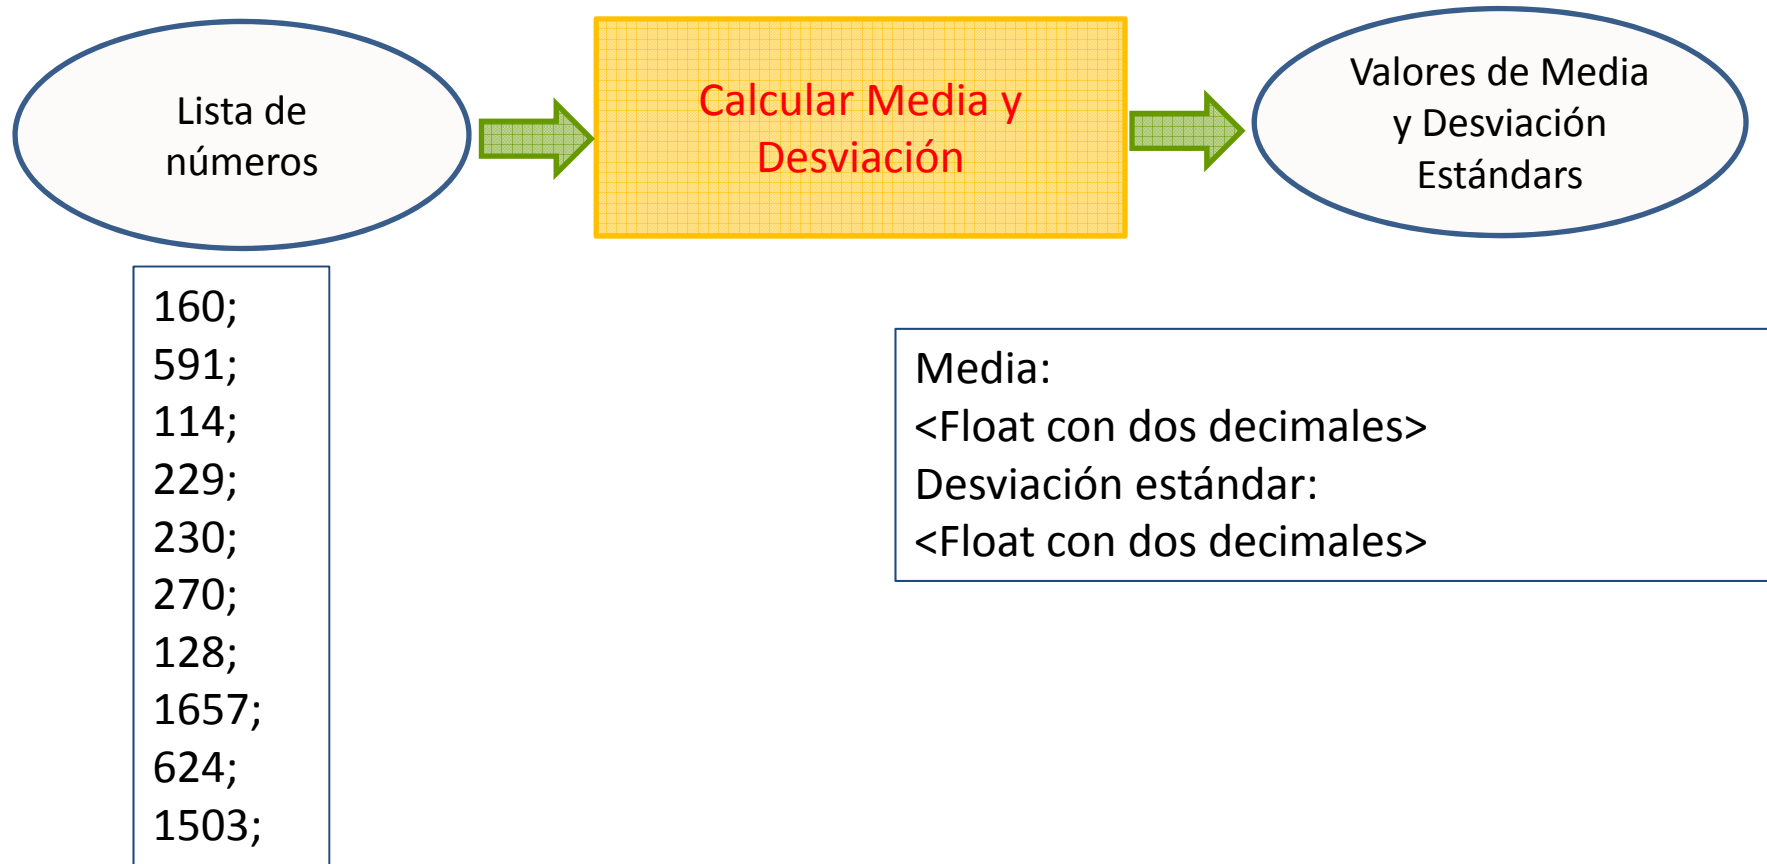 Lista de
números
Calcular Media y
Desviación
Valores de Media
y Desviación
Estándars
160;
591;
114;
229;
230;
270;
128;
1657;
624;
1503;
Media:
<Float con dos decimales>
Desviación estándar:
<Float con dos decimales>